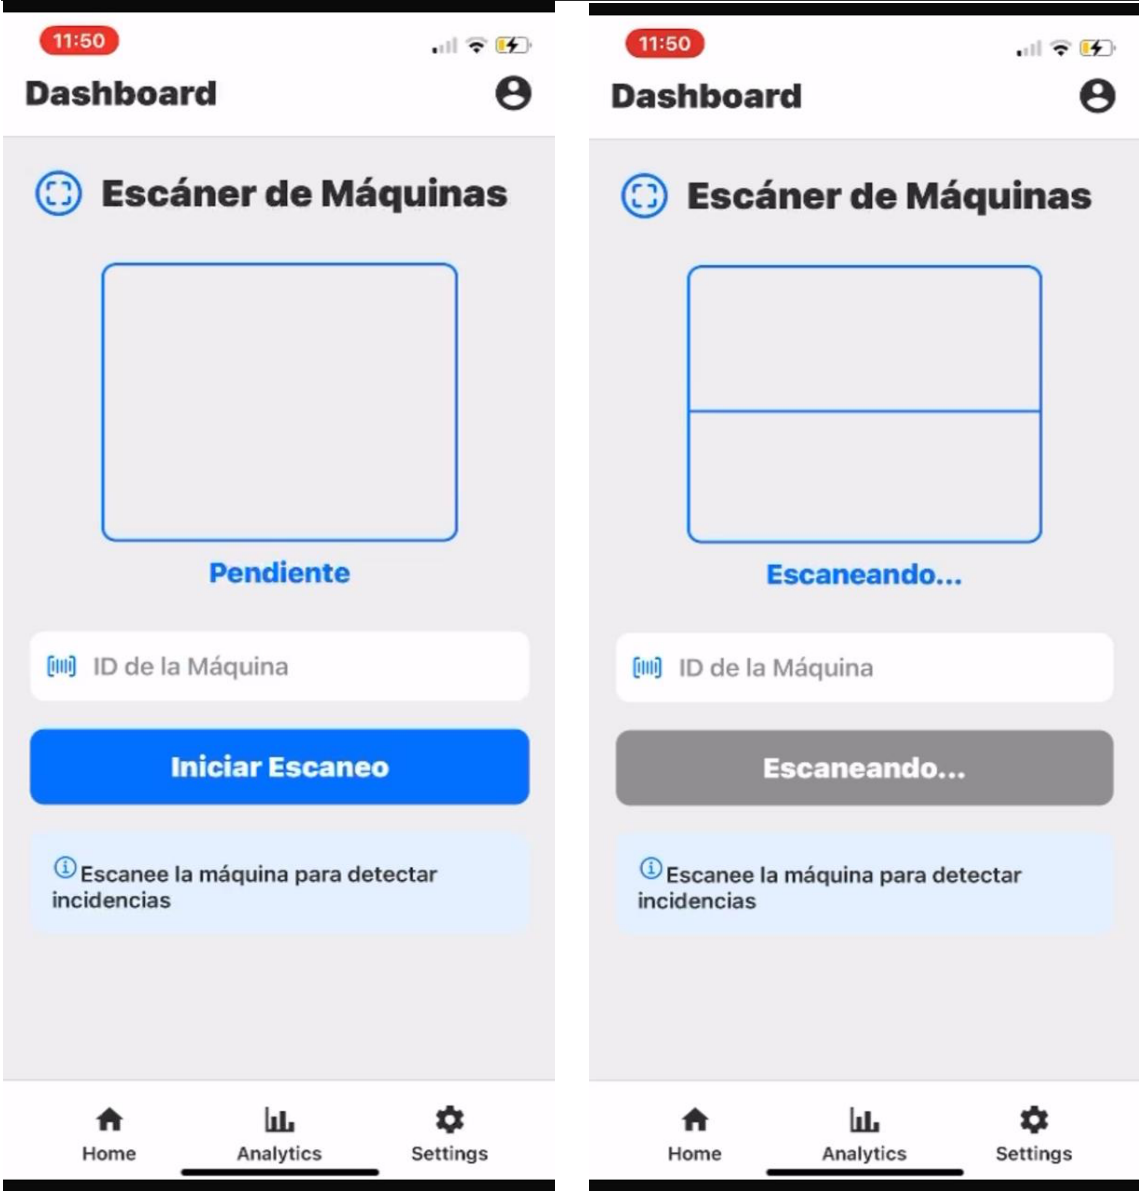 11:50
Dashboard
Escáner de Máquinas
Pendiente
ID de la Máquina
Iniciar Escaneo
Escanee la máquina para detectar
incidencias
Home
Analytics
Settings
11:50
Dashboard
Escáner de Máquinas
Escaneando...
ID de la Máquina
Escaneando...
Escanee la máquina para detectar
incidencias
Home
Analytics
Settings